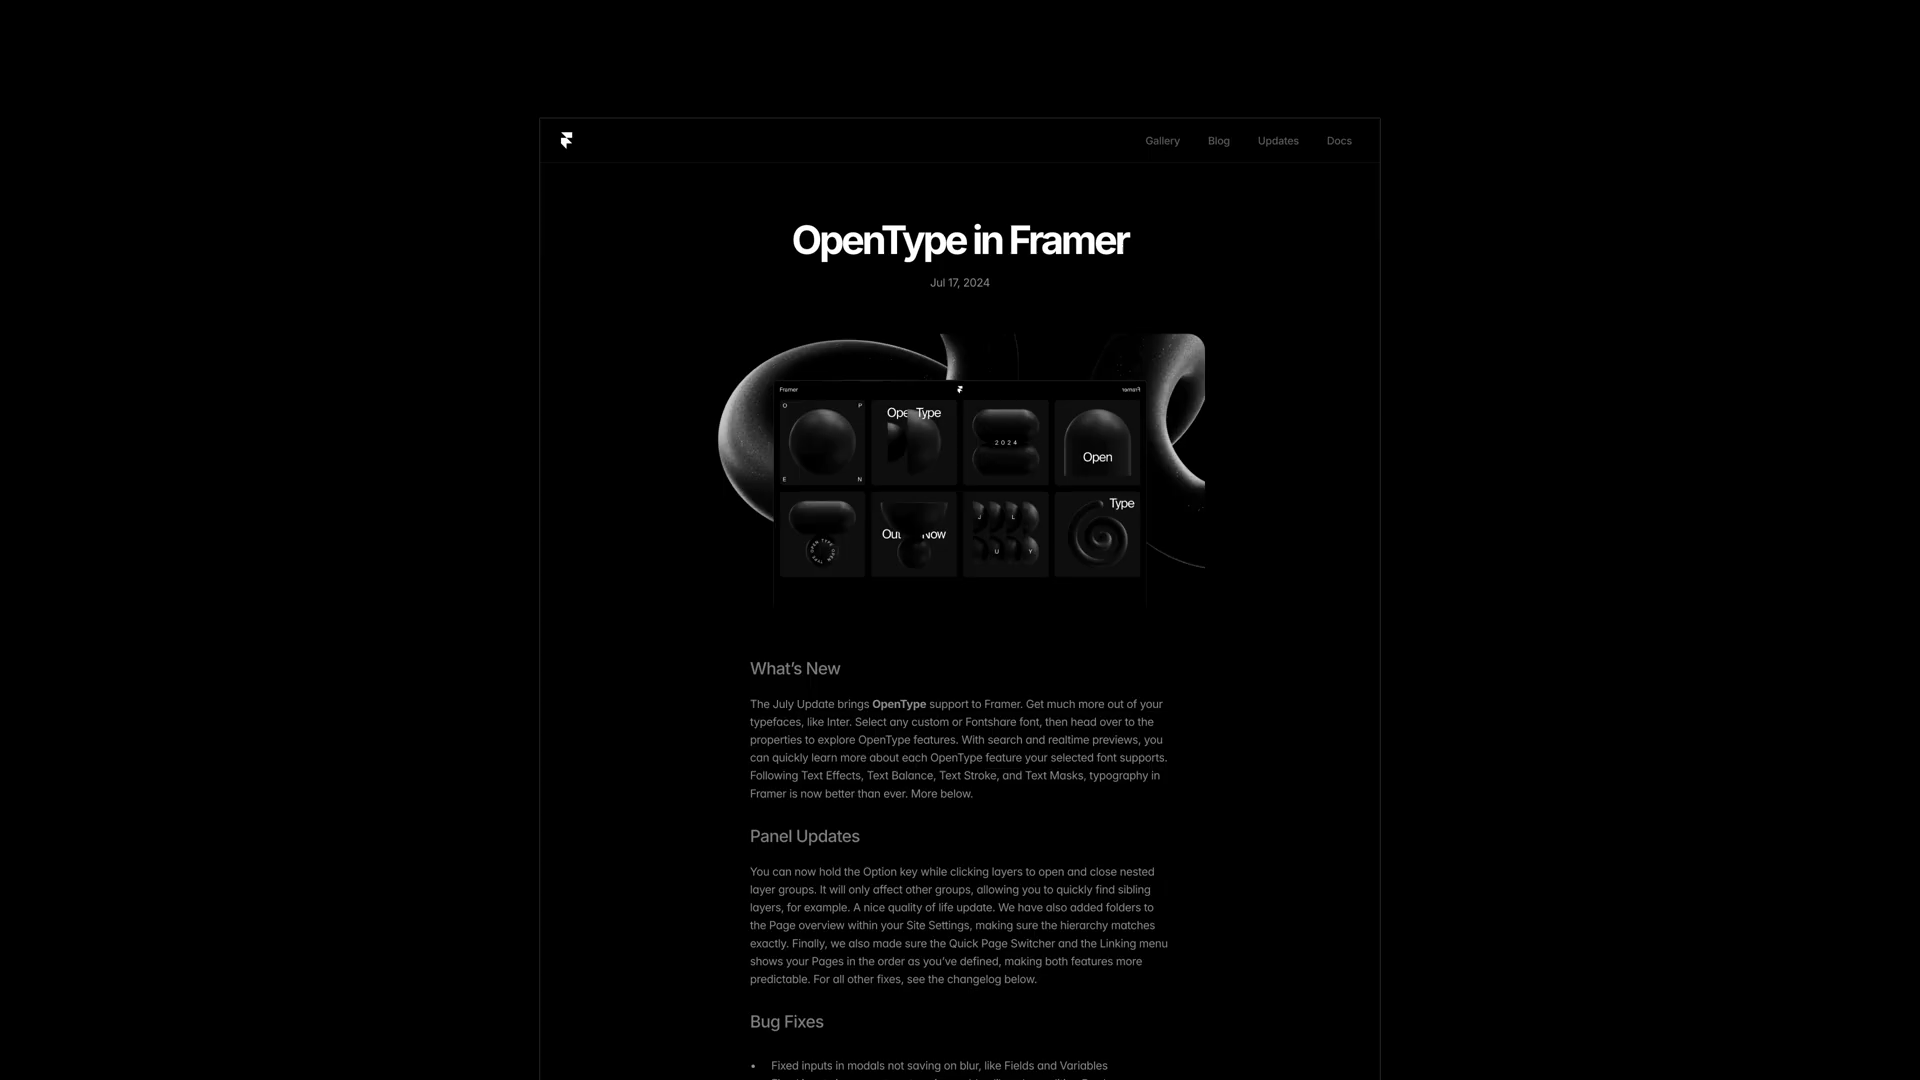 Gallery Blog Updates Docs
OpenType in Framer
Jul 17, 2024
Framer
O P
E N
Ope Type
2024
Open
OPEN TYPE OPEN TYPE
Out Now
J L
U Y
Type
What’s New
The July Update brings OpenType support to Framer. Get much more out of your
typefaces, like Inter. Select any custom or Fontshare font, then head over to the
properties to explore OpenType features. With search and realtime previews, you
can quickly learn more about each OpenType feature your selected font supports.
Following Text Effects, Text Balance, Text Stroke, and Text Masks, typography in
Framer is now better than ever. More below.
Panel Updates
You can now hold the Option key while clicking layers to open and close nested
layer groups. It will only affect other groups, allowing you to quickly find sibling
layers, for example. A nice quality of life update. We have also added folders to
the Page overview within your Site Settings, making sure the hierarchy matches
exactly. Finally, we also made sure the Quick Page Switcher and the Linking menu
shows your Pages in the order as you’ve defined, making both features more
predictable. For all other fixes, see the changelog below.
Bug Fixes
• Fixed inputs in modals not saving on blur, like Fields and Variables